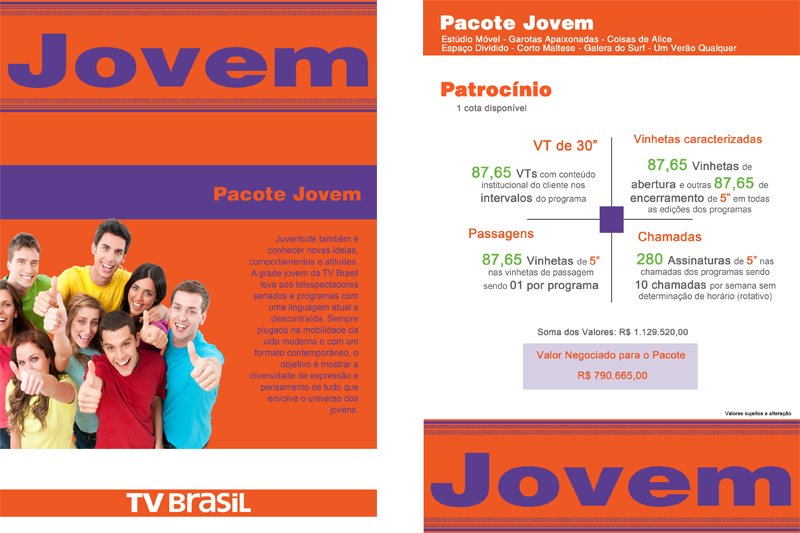 Jovem
Pacote Jovem
Juventude também é
conhecer novas ideias,
comportamentos e atitudes.
A grade jovem da TV Brasil
leva aos telespectadores
seriados e programas com
uma linguagem atual e
descontraída. Sempre
plugado na mobilidade da
vida moderna e com um
formato contemporâneo, o
objetivo é mostrar a
diversidade de expressão e
pensamento de tudo que
envolve o universo dos
jovens.
TV BRASIL
Pacote Jovem
Estúdio Móvel - Garotas Apaixonadas - Coisas de Alice
Espaço Dividido - Corto Maltese - Galera do Surf - Um Verão Qualquer
Patrocínio
1 cota disponível
VT de 30”
87,65 VTs com conteúdo
institucional do cliente nos
intervalos do programa
Vinhetas caracterizadas
87,65 Vinhetas de
abertura e outras 87,65 de
encerramento de 5” em todas
as edições dos programas
Passagens
87,65 Vinhetas de 5”
nas vinhetas de passagem
sendo 01 por programa
Chamadas
280 Assinaturas de 5” nas
chamadas dos programas sendo
10 chamadas por semana sem
determinação de horário (rotativo)
Soma dos Valores: R$ 1.129.520,00
Valor Negociado para o Pacote
R$ 790.665,00
Valores sujeitos a alteração
Jovem